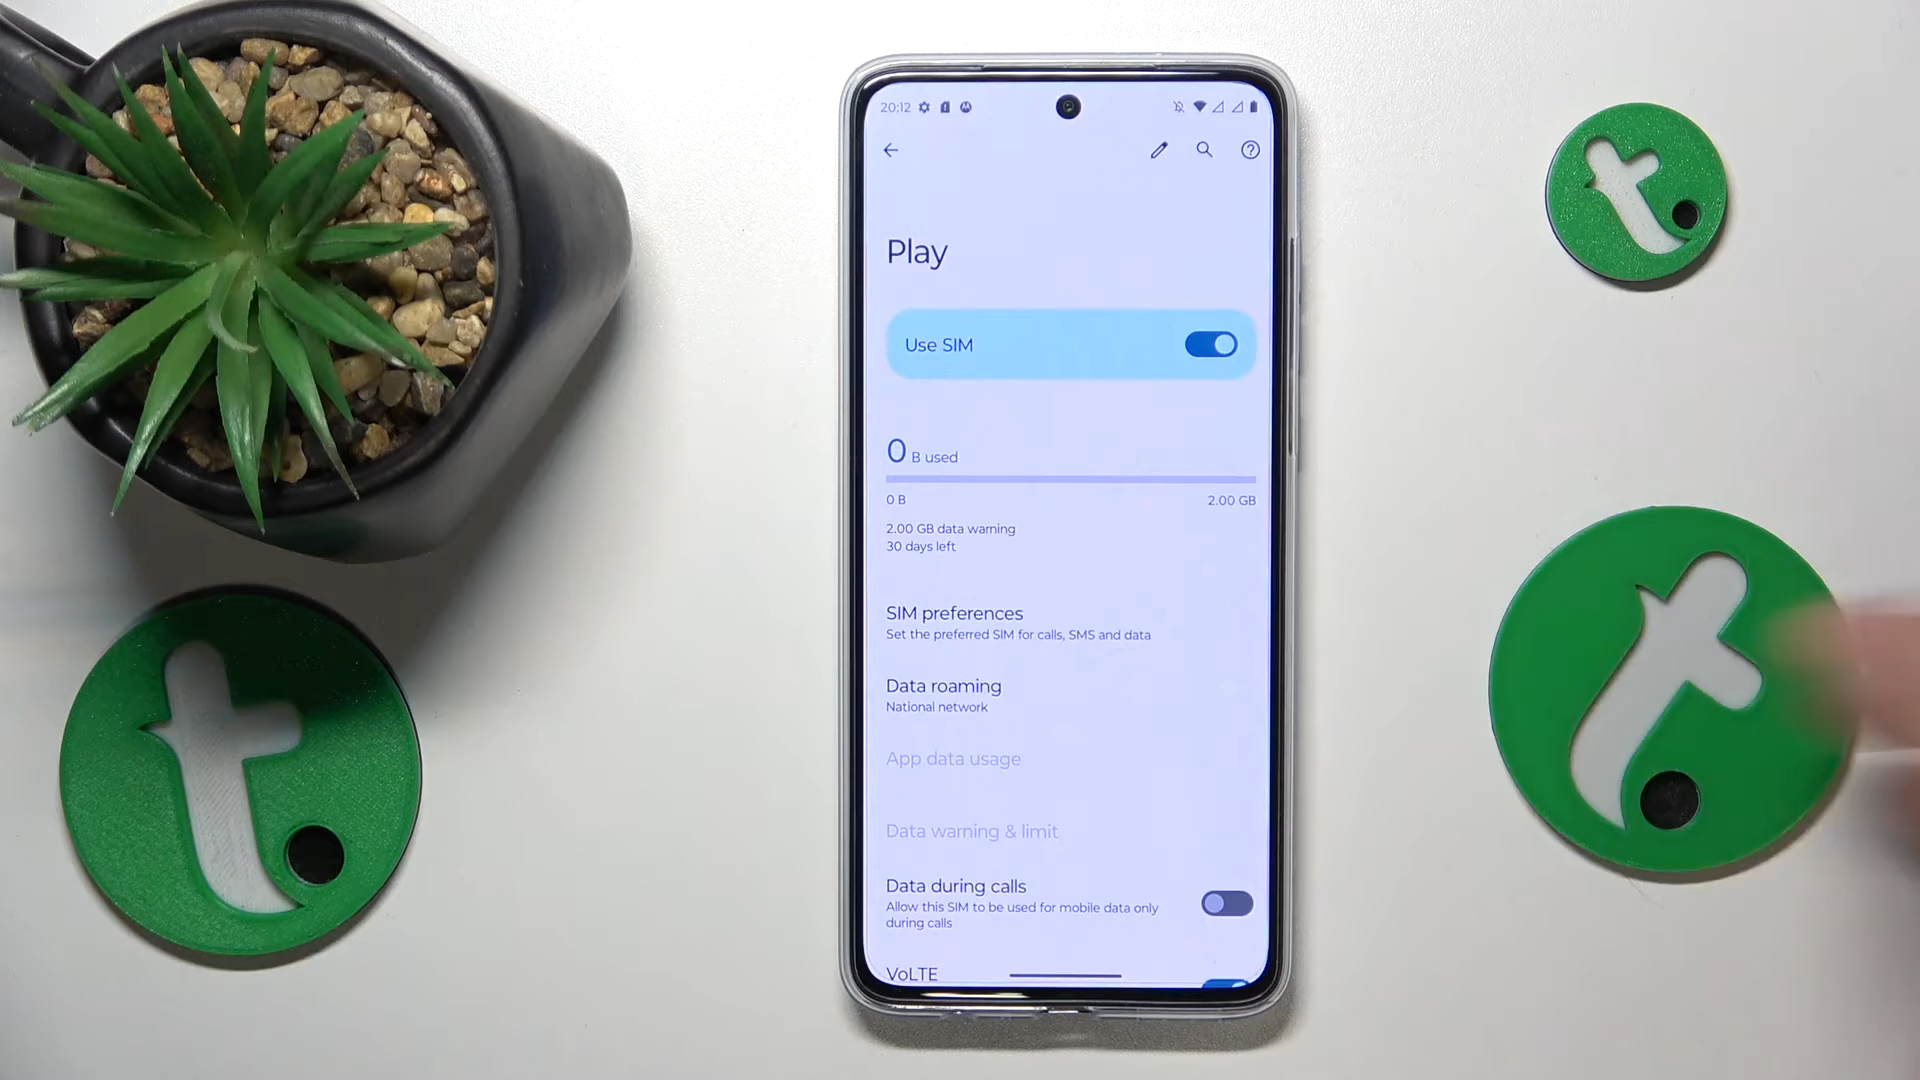 20:12
Play
Use SIM
0 B used
0 B
2.00 GB
2.00 GB data warning
30 days left
SIM preferences
Set the preferred SIM for calls, SMS and data
Data roaming
National network
App data usage
Data warning & limit
Data during calls
Allow this SIM to be used for mobile data only
during calls
VoLTE
t.
t.
t.